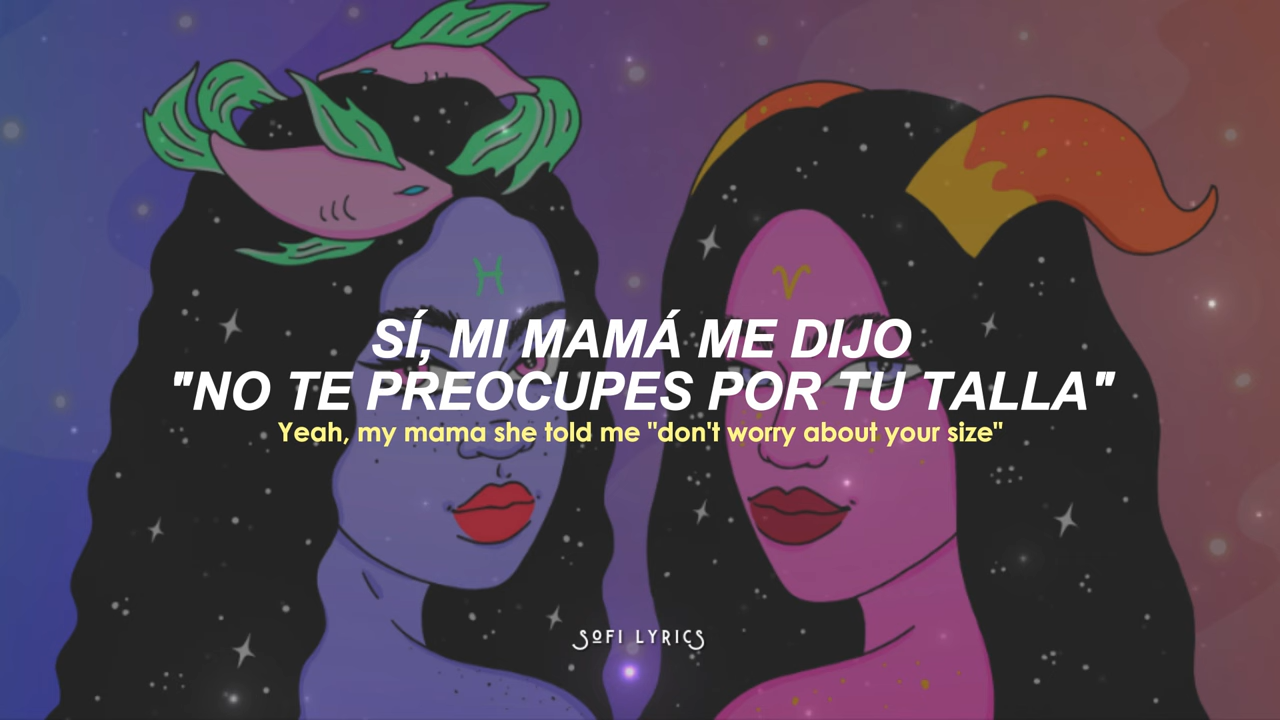 SÍ, MI MAMÁ ME DIJO
"NO TE PREOCUPES POR TU TALLA"
Yeah, my mama she told me "don't worry about your size"
SOFI LYRICS